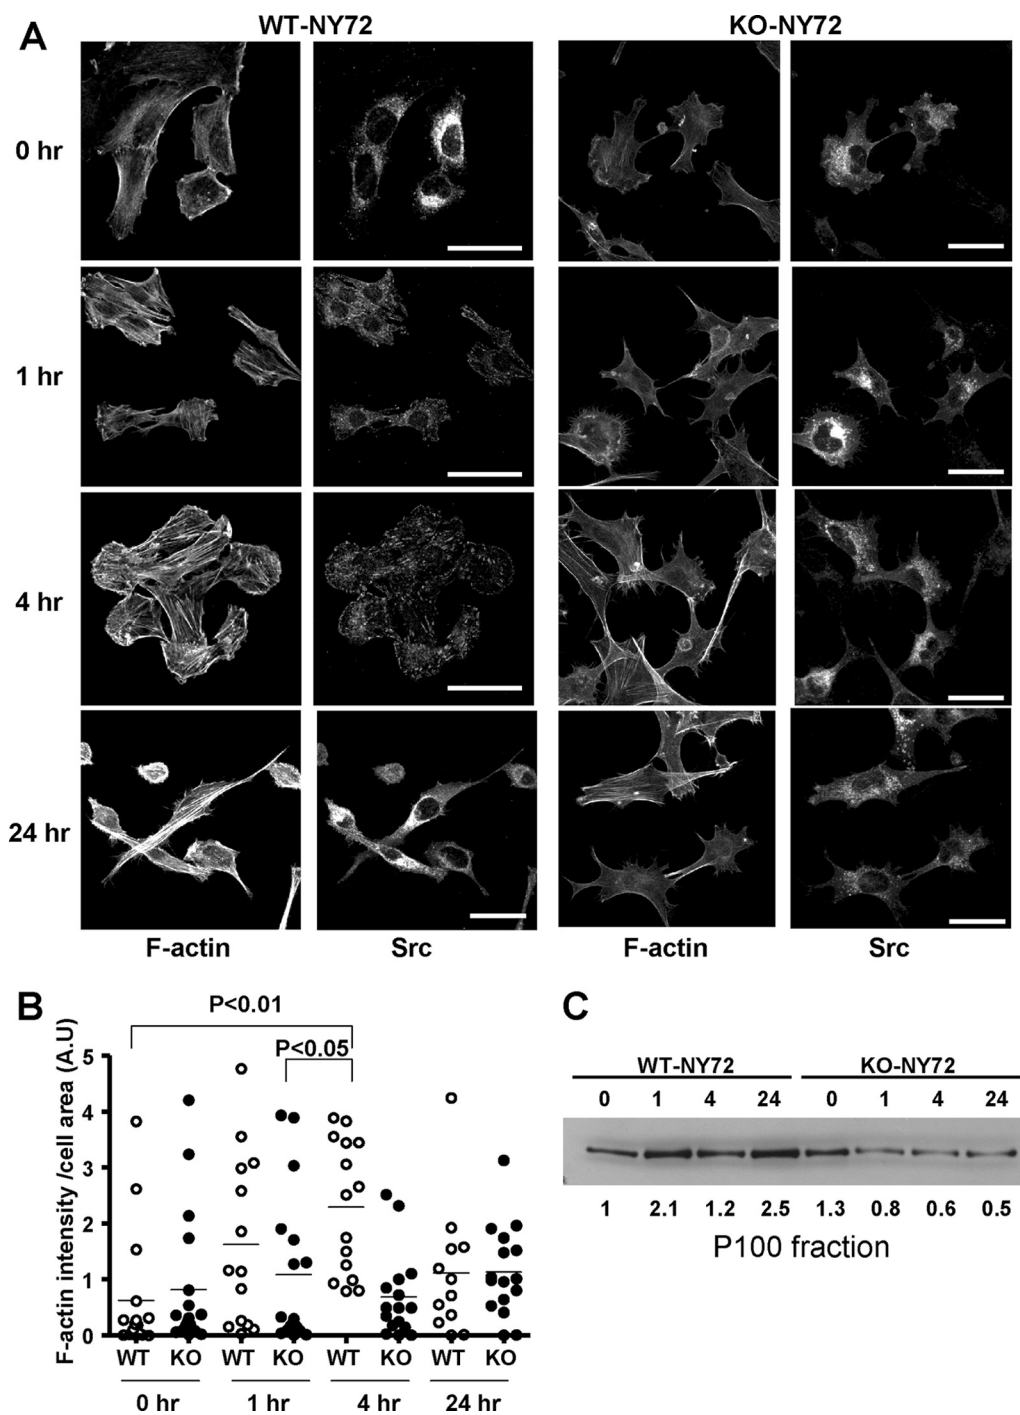 A
WT-NY72
KO-NY72
0 hr
1 hr
4 hr
24 hr
F-actin
Src
F-actin
Src
B
P<0.01
P<0.05
F-actin intensity /cell area (A.U)
5
4
3
2
1
0
WT KO WT KO WT KO WT KO
0 hr 1 hr 4 hr 24 hr
C
WT-NY72 KO-NY72
0 1 4 24 0 1 4 24
1 2.1 1.2 2.5 1.3 0.8 0.6 0.5
P100 fraction